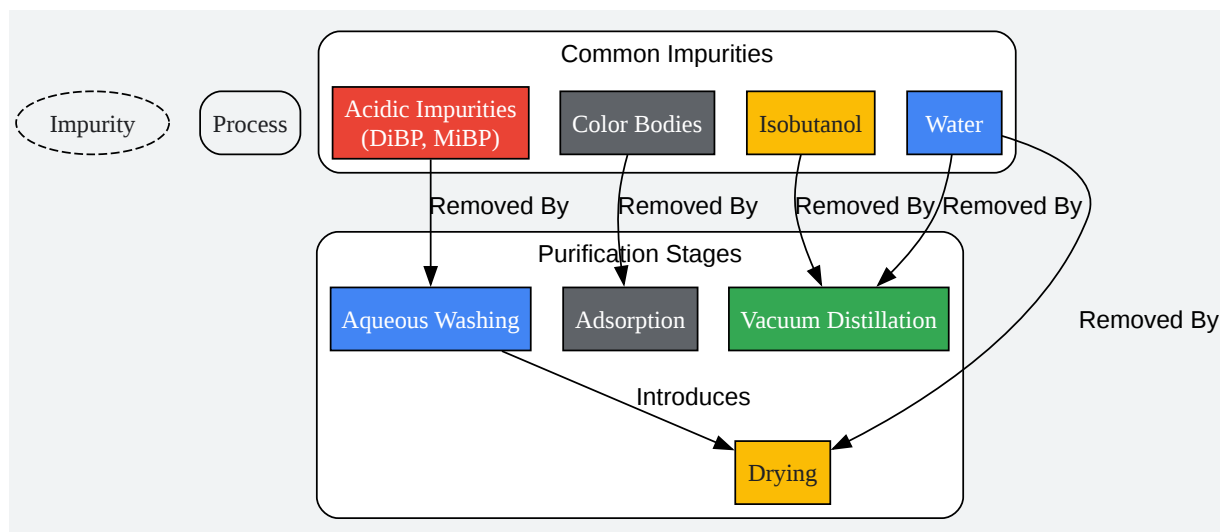 Common Impurities
Impurity
Process
Acidic Impurities
(DiBP, MiBP)
Color Bodies
Isobutanol
Water
Removed By
Removed By
Removed By
Removed By
Purification Stages
Aqueous Washing
Adsorption
Vacuum Distillation
Removed By
Introduces
Drying